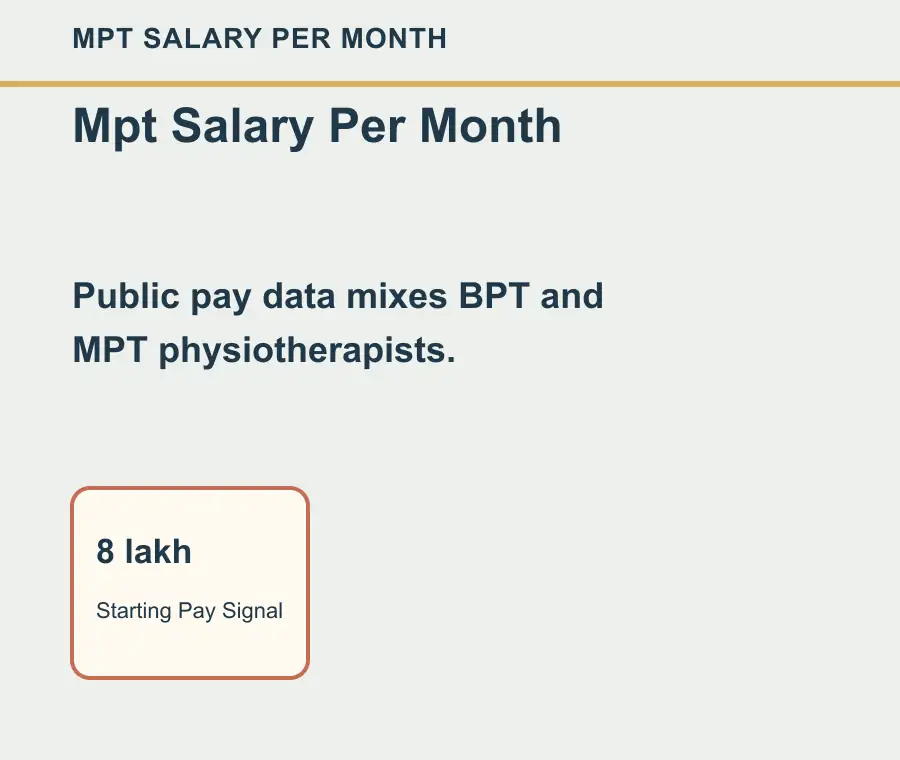 MPT SALARY PER MONTH
Mpt Salary Per Month
Public pay data mixes BPT and
MPT physiotherapists.
8 lakh
Starting Pay Signal